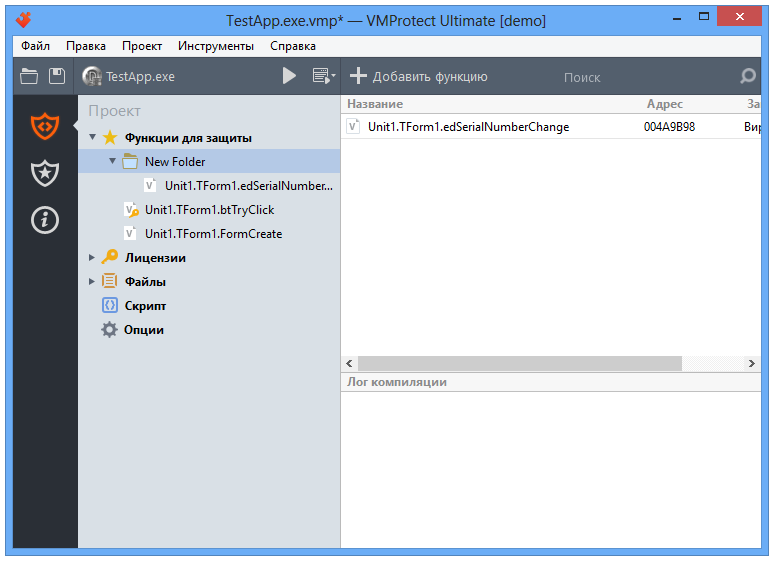 TestApp.exe.vmp* — VMProtect Ultimate [demo]
Файл Правка Проект Инструменты Справка
TestApp.exe Добавить функцию Поиск
Проект
Функции для защиты
New Folder
Unit1.TForm1.edSerialNumber...
Unit1.TForm1.btTryClick
Unit1.TForm1.FormCreate
Лицензии
Файлы
Скрипт
Опции
Название Адрес За
Unit1.TForm1.edSerialNumberChange 004A9B98 Вир
Лог компиляции